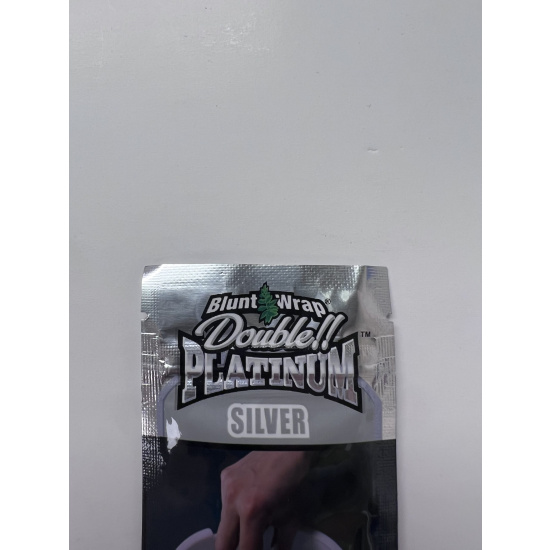 Blunt Wrap®
Double!!
PLATINUM™
SILVER